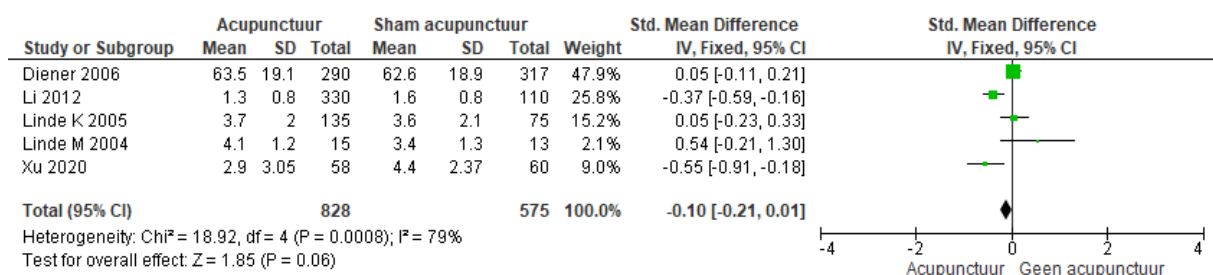 Acupunctuur Sham acupunctuur Std. Mean Difference Std. Mean Difference
Study or Subgroup Mean SD Total Mean SD Total Weight IV, Fixed, 95% CI IV, Fixed, 95% CI
Diener 2006 63.5 19.1 290 62.6 18.9 317 47.9% 0.05 [-0.11, 0.21]
Li 2012 1.3 0.8 330 1.6 0.8 110 25.8% -0.37 [-0.59, -0.16]
Linde K 2005 3.7 2 135 3.6 2.1 75 15.2% 0.05 [-0.23, 0.33]
Linde M 2004 4.1 1.2 15 3.4 1.3 13 2.1% 0.54 [-0.21, 1.30]
Xu 2020 2.9 3.05 58 4.4 2.37 60 9.0% -0.55 [-0.91, -0.18]
Total (95% CI) 828 575 100.0% -0.10 [-0.21, 0.01]
Heterogeneity: Chi² = 18.92, df = 4 (P = 0.0008); I² = 79%
Test for overall effect: Z = 1.85 (P = 0.06)
-4 -2 0 2 4
Acupunctuur Geen acupunctuur